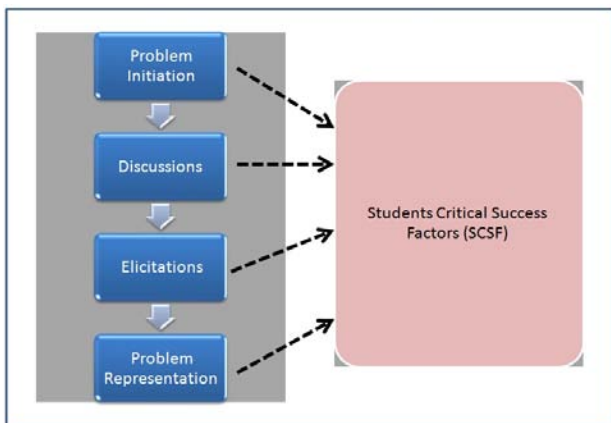 Problem
Initiation
Discussions
Elicitations
Problem
Representation
Students Critical Success
Factors (SCSF)